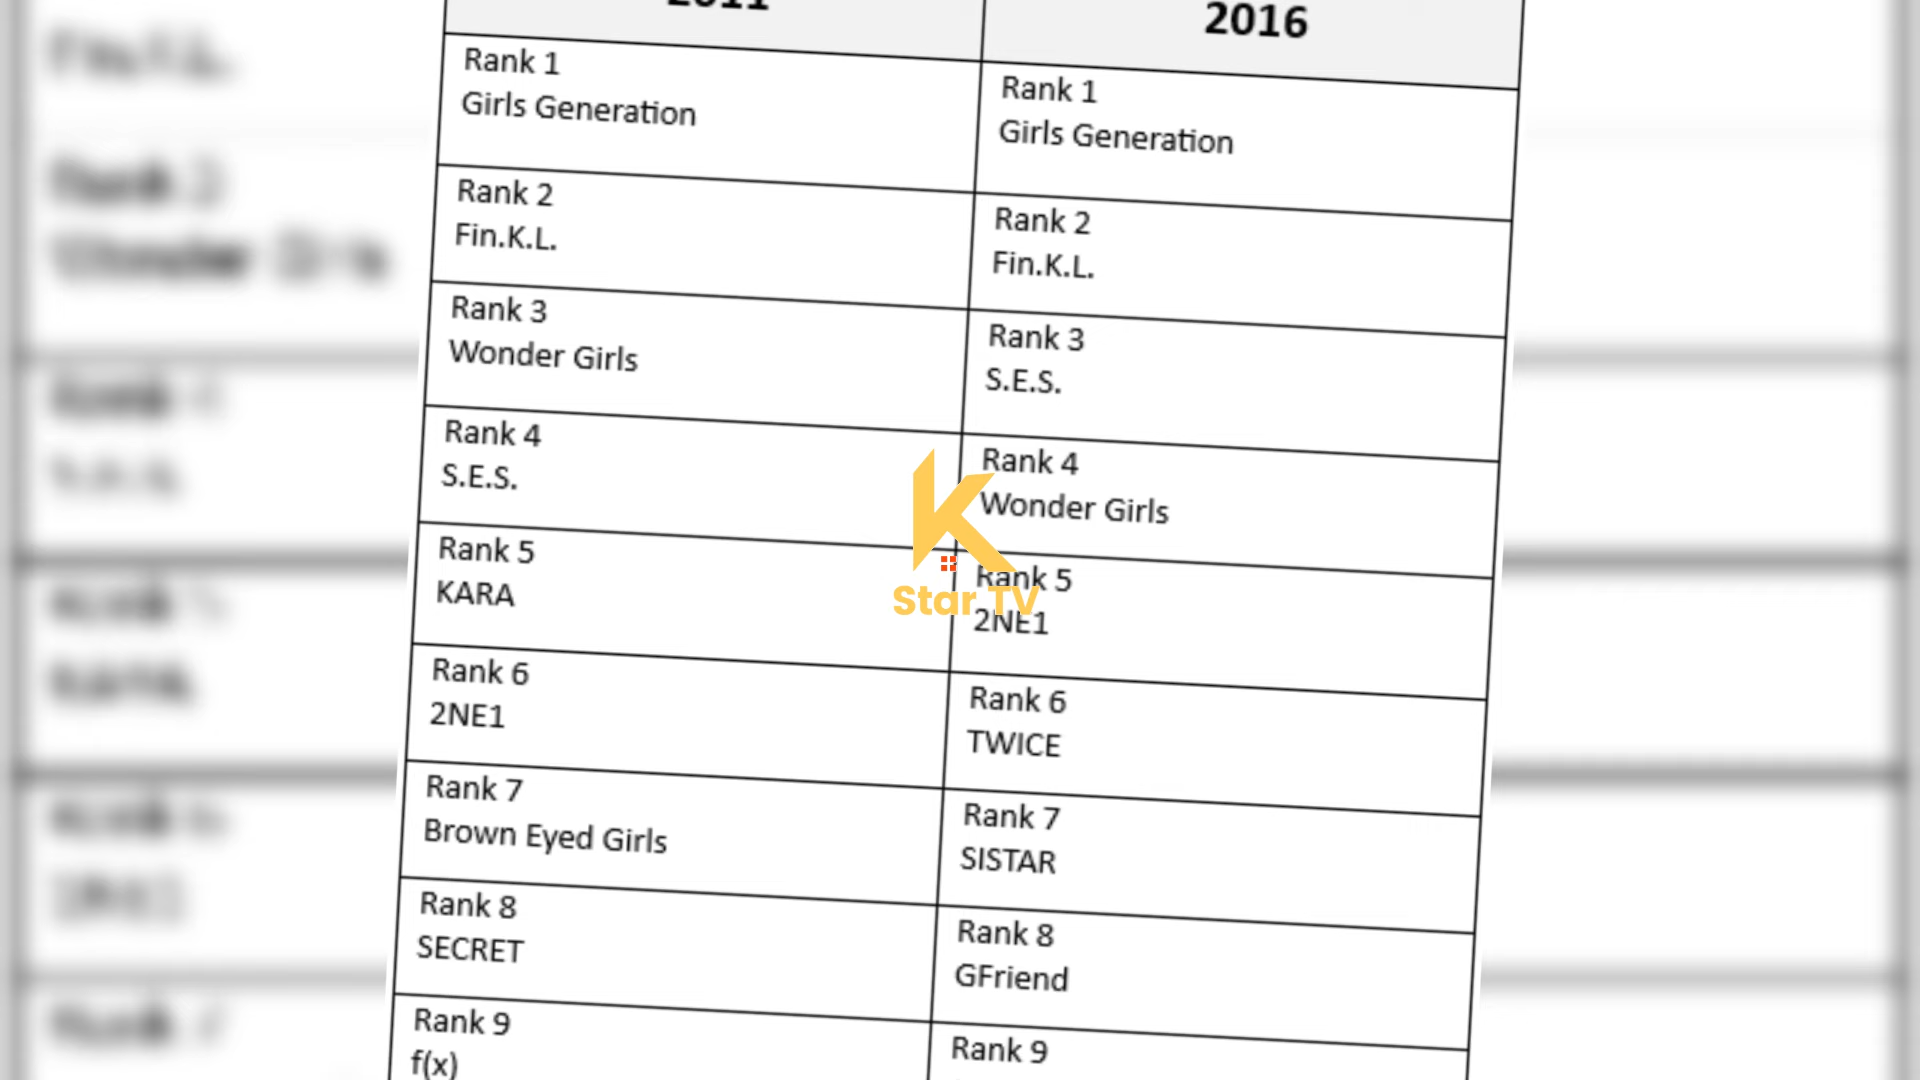 2011
2016
Rank 1
Girls Generation
Rank 1
Girls Generation
Rank 2
Fin.K.L.
Rank 2
Fin.K.L.
Rank 3
Wonder Girls
Rank 3
S.E.S.
Rank 4
S.E.S.
Rank 4
Wonder Girls
Rank 5
KARA
Rank 5
2NE1
Rank 6
2NE1
Rank 6
TWICE
Rank 7
Brown Eyed Girls
Rank 7
SISTAR
Rank 8
SECRET
Rank 8
GFriend
Rank 9
f(x)
Rank 9
K
Star TV